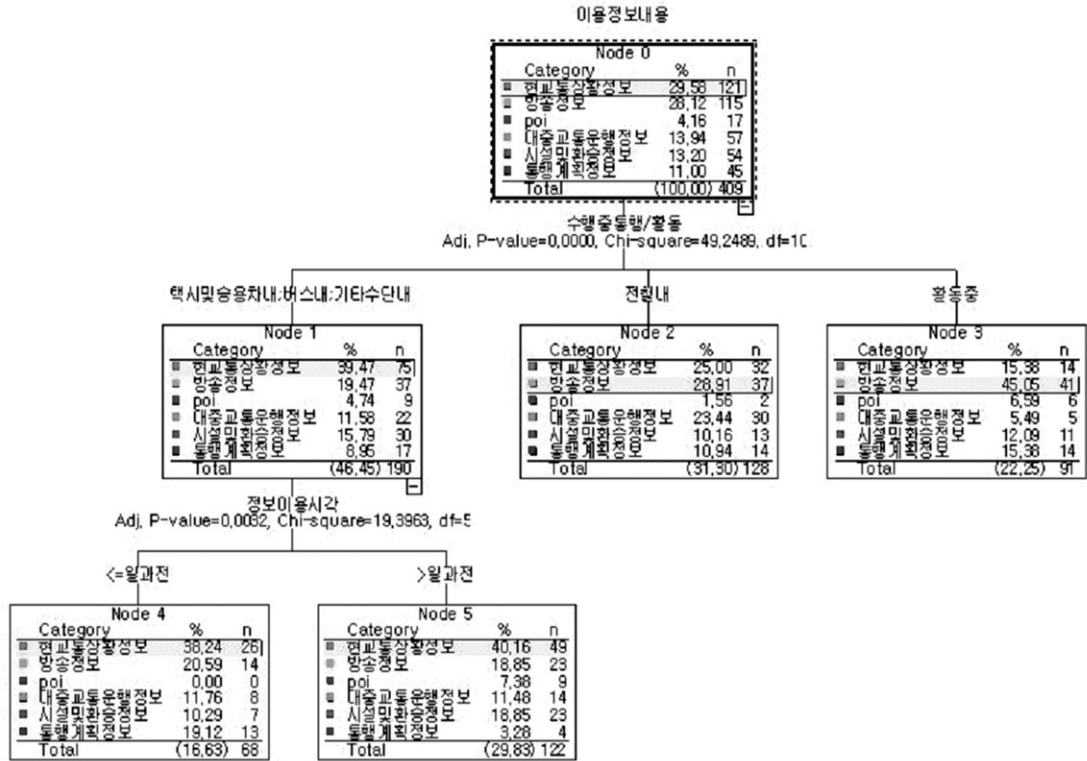 이용정보내용
Node 0
Category % n
현교통상황정보 29,58 121
방송정보 28,12 115
poi 4,16 17
대중교통운행정보 13,94 57
시설및환승정보 13,20 54
통행계획정보 11,00 45
Total (100,00) 409
수행중통행/활동
Adj, P-value=0,0000, Chi-square=49,2489, df=10
택시및승용차내;버스내;기타수단내
전철내
활동중
Node 1
Category % n
현교통상황정보 39,47 75
방송정보 19,47 37
poi 4,74 9
대중교통운행정보 11,58 22
시설및환승정보 15,79 30
통행계획정보 8,95 17
Total (46,45) 190
Node 2
Category % n
현교통상황정보 25,00 32
방송정보 28,91 37
poi 1,56 2
대중교통운행정보 23,44 30
시설및환승정보 10,16 13
통행계획정보 10,94 14
Total (31,30) 128
Node 3
Category % n
현교통상황정보 15,38 14
방송정보 45,05 41
poi 6,59 6
대중교통운행정보 5,49 5
시설및환승정보 12,09 11
통행계획정보 15,38 14
Total (22,25) 91
정보이용시각
Adj, P-value=0,0032, Chi-square=19,3963, df=5
<=일과전
>일과전
Node 4
Category % n
현교통상황정보 38,24 26
방송정보 20,59 14
poi 0,00 0
대중교통운행정보 11,76 8
시설및환승정보 10,29 7
통행계획정보 19,12 13
Total (16,63) 68
Node 5
Category % n
현교통상황정보 40,16 49
방송정보 18,85 23
poi 7,38 9
대중교통운행정보 11,48 14
시설및환승정보 18,85 23
통행계획정보 3,28 4
Total (29,83) 122